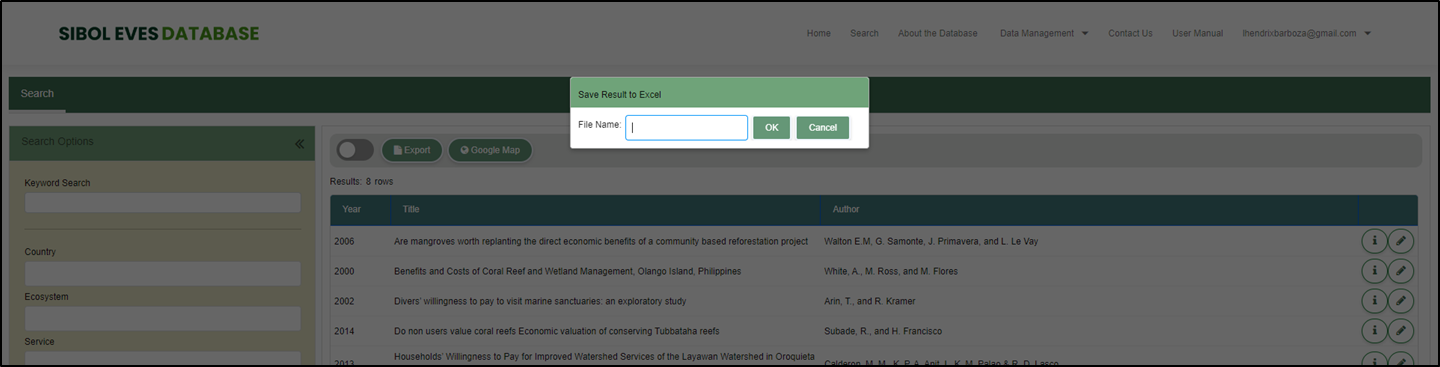 SIBOL EVES DATABASE
Home Search About the Database Data Management Contact Us User Manual lhendrixbarboza@gmail.com
Search
Save Result to Excel
File Name: OK Cancel
Search Options
Export Google Map
Keyword Search
Results: 8 rows
Year Title Author
Country
2006 Are mangroves worth replanting the direct economic benefits of a community based reforestation project Walton E.M, G. Samonte, J. Primavera, and L. Le Vay
2000 Benefits and Costs of Coral Reef and Wetland Management, Olango Island, Philippines White, A., M. Ross, and M. Flores
Ecosystem
2002 Divers' willingness to pay to visit marine sanctuaries: an exploratory study Arin, T., and R. Kramer
2014 Do non users value coral reefs Economic valuation of conserving Tubbataha reefs Subade, R., and H. Francisco
Service
Households' Willingness to Pay for Improved Watershed Services of the Layawan Watershed in Oroquieta
2013 Calderon, M. M., K. P. A. Anit, L. K. M. Palao & R. D. Lasco